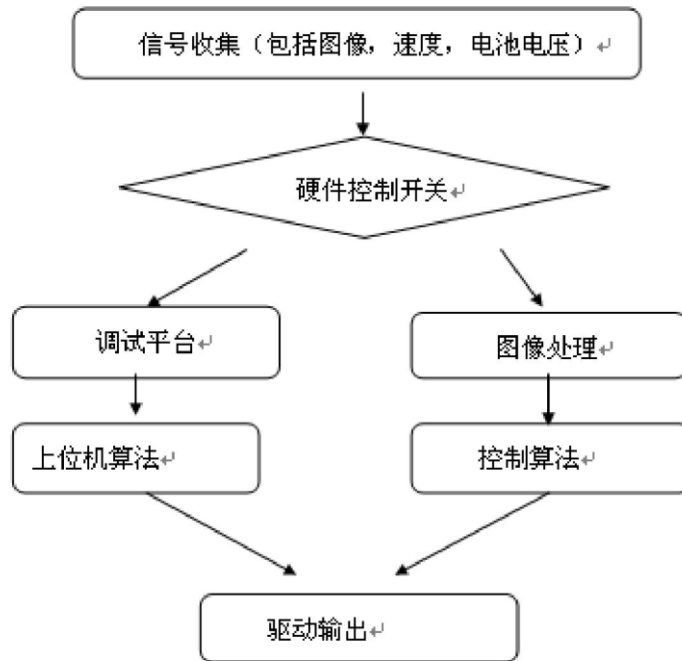 信号收集（包括图像，速度，电池电压）
硬件控制开关
调试平台
图像处理
上位机算法
控制算法
驱动输出